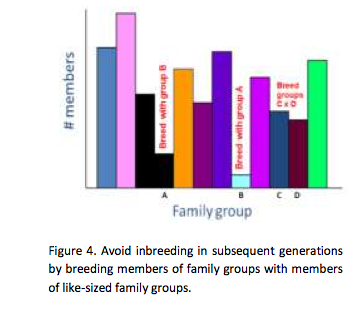 # members
Breed with group B
Breed with group A
Breed
groups
C x D
A
B
C
D
Family group
Figure 4. Avoid inbreeding in subsequent generations
by breeding members of family groups with members
of like-sized family groups.